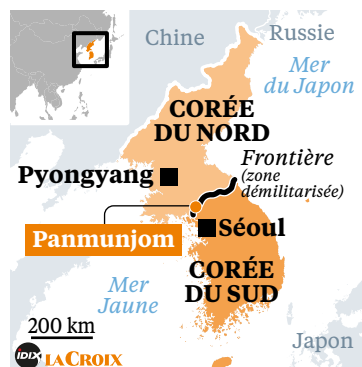 Chine
Russie
Mer
du Japon
CORÉE
DU NORD
Frontière
(zone
démilitarisée)
Pyongyang
Panmunjom
Séoul
CORÉE
DU SUD
Mer
Jaune
200 km
Japon
IDIX LA CROIX